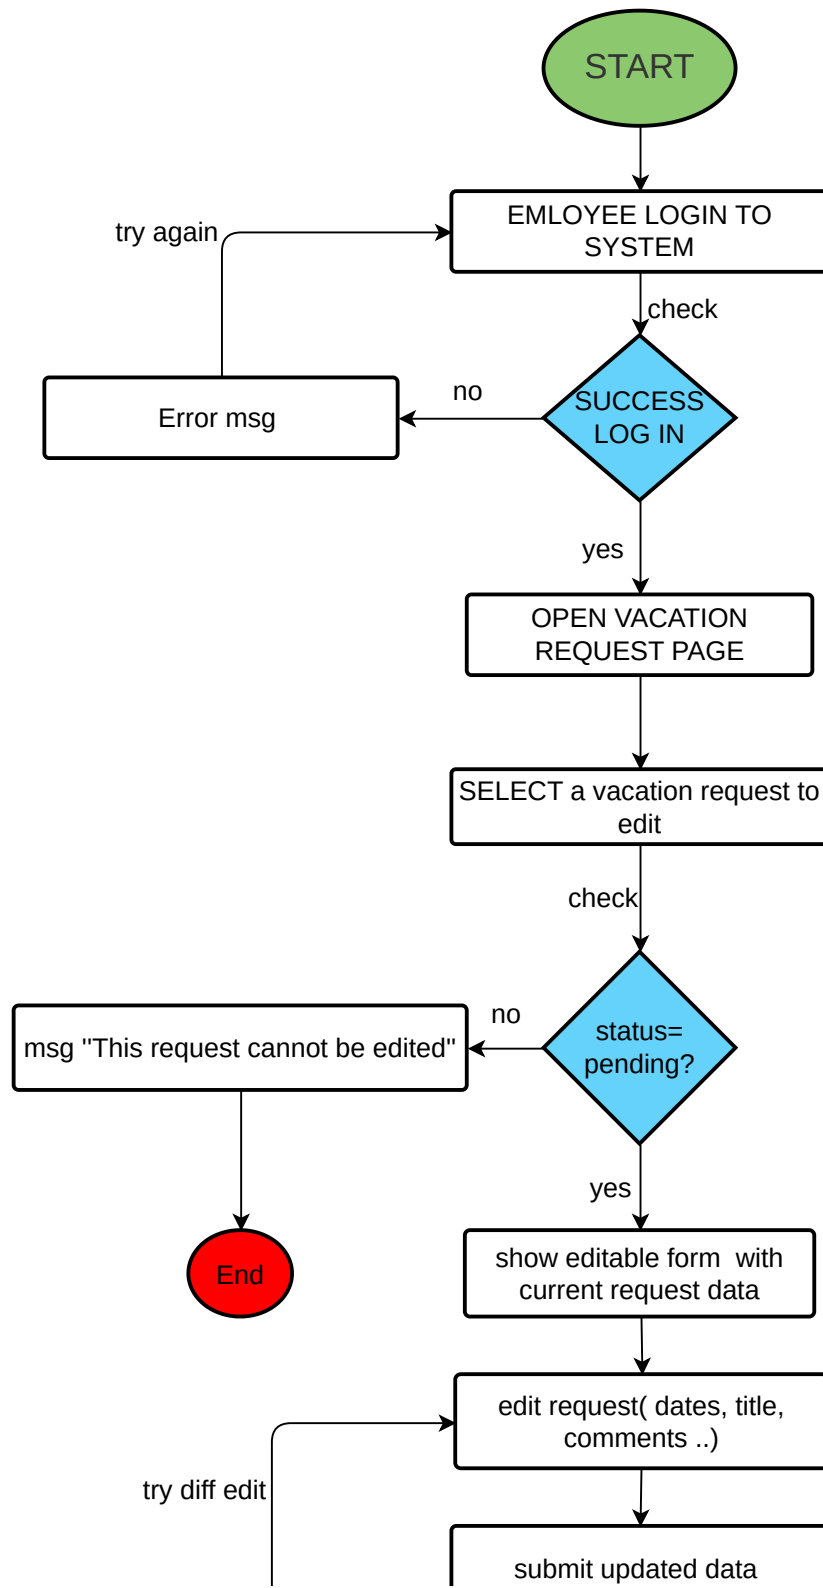 START
EMLOYEE LOGIN TO
SYSTEM
try again
check
SUCCESS
LOG IN
no
Error msg
yes
OPEN VACATION
REQUEST PAGE
SELECT a vacation request to
edit
check
status=
pending?
no
msg "This request cannot be edited"
yes
End
show editable form  with
current request data
edit request( dates, title,
comments ..)
try diff edit
submit updated data